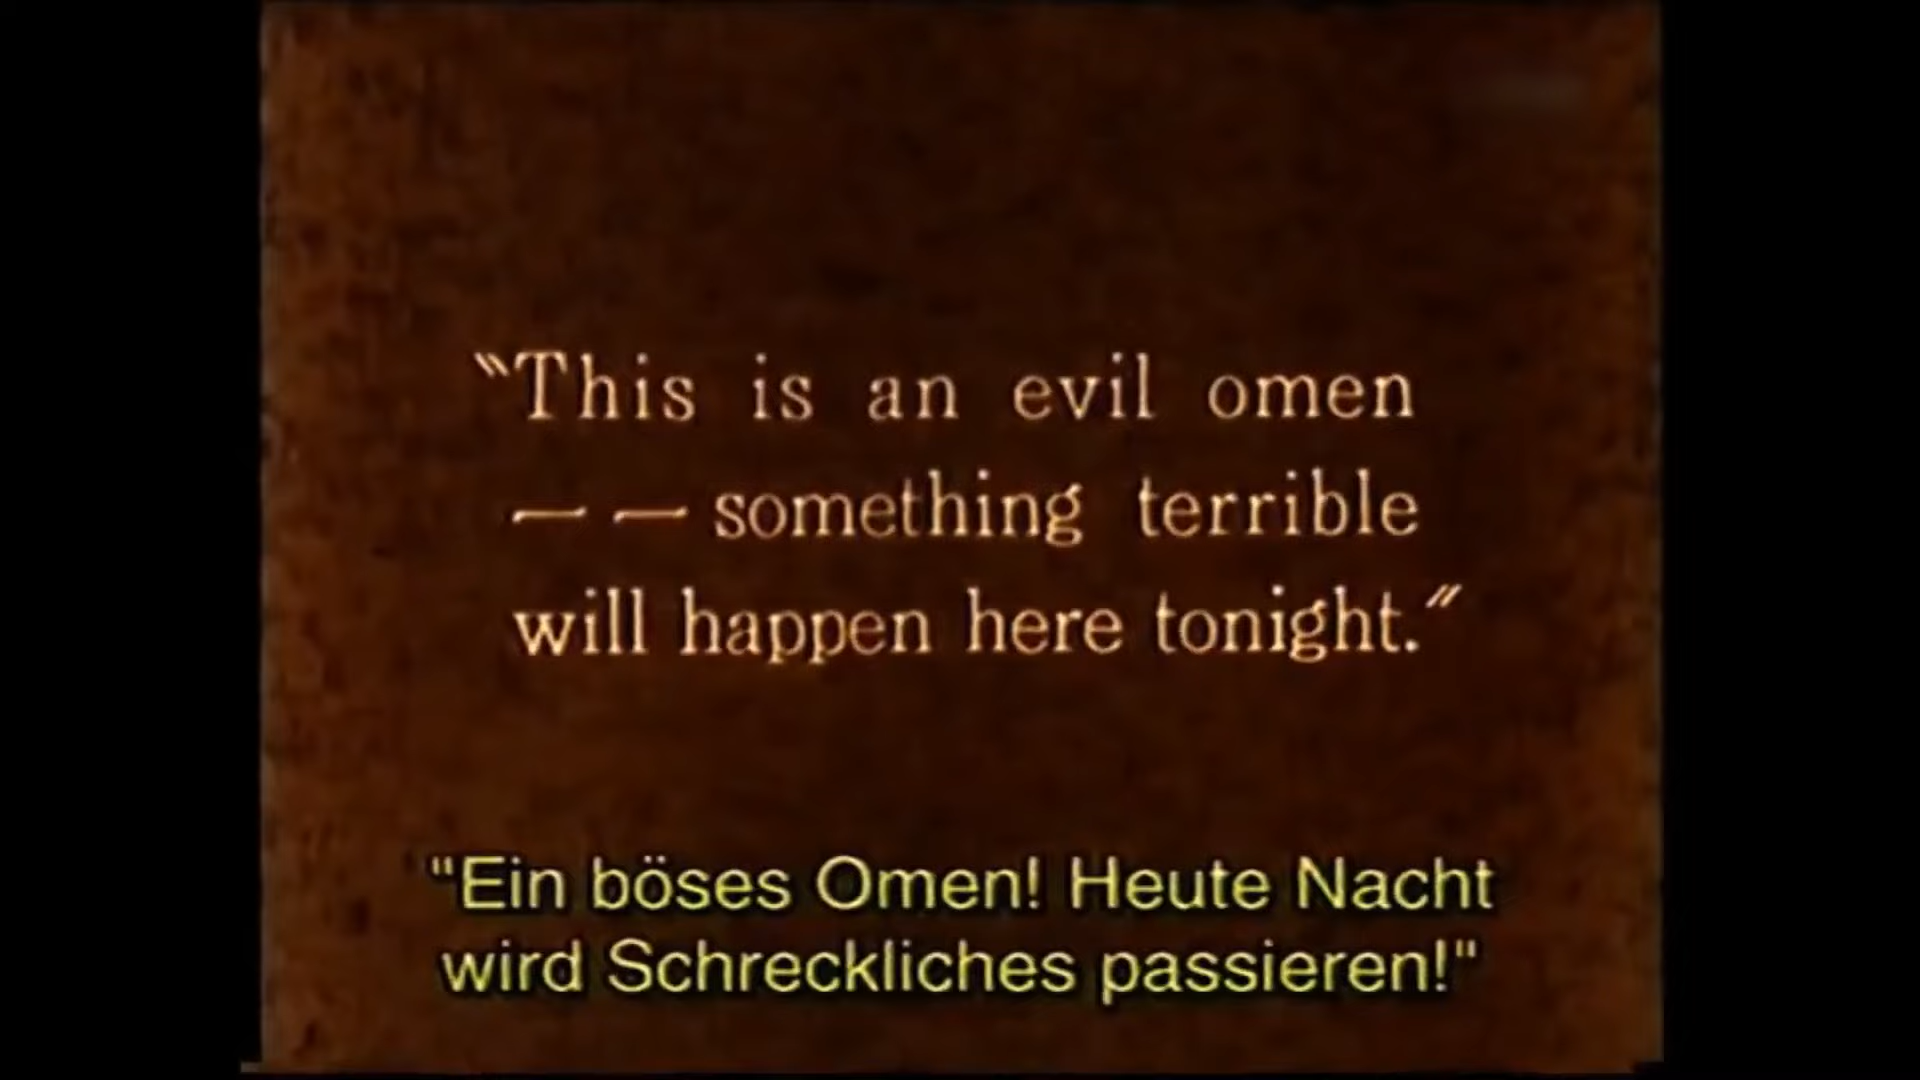 "This is an evil omen
— — something terrible
will happen here tonight."
"Ein böses Omen! Heute Nacht
wird Schreckliches passieren!"